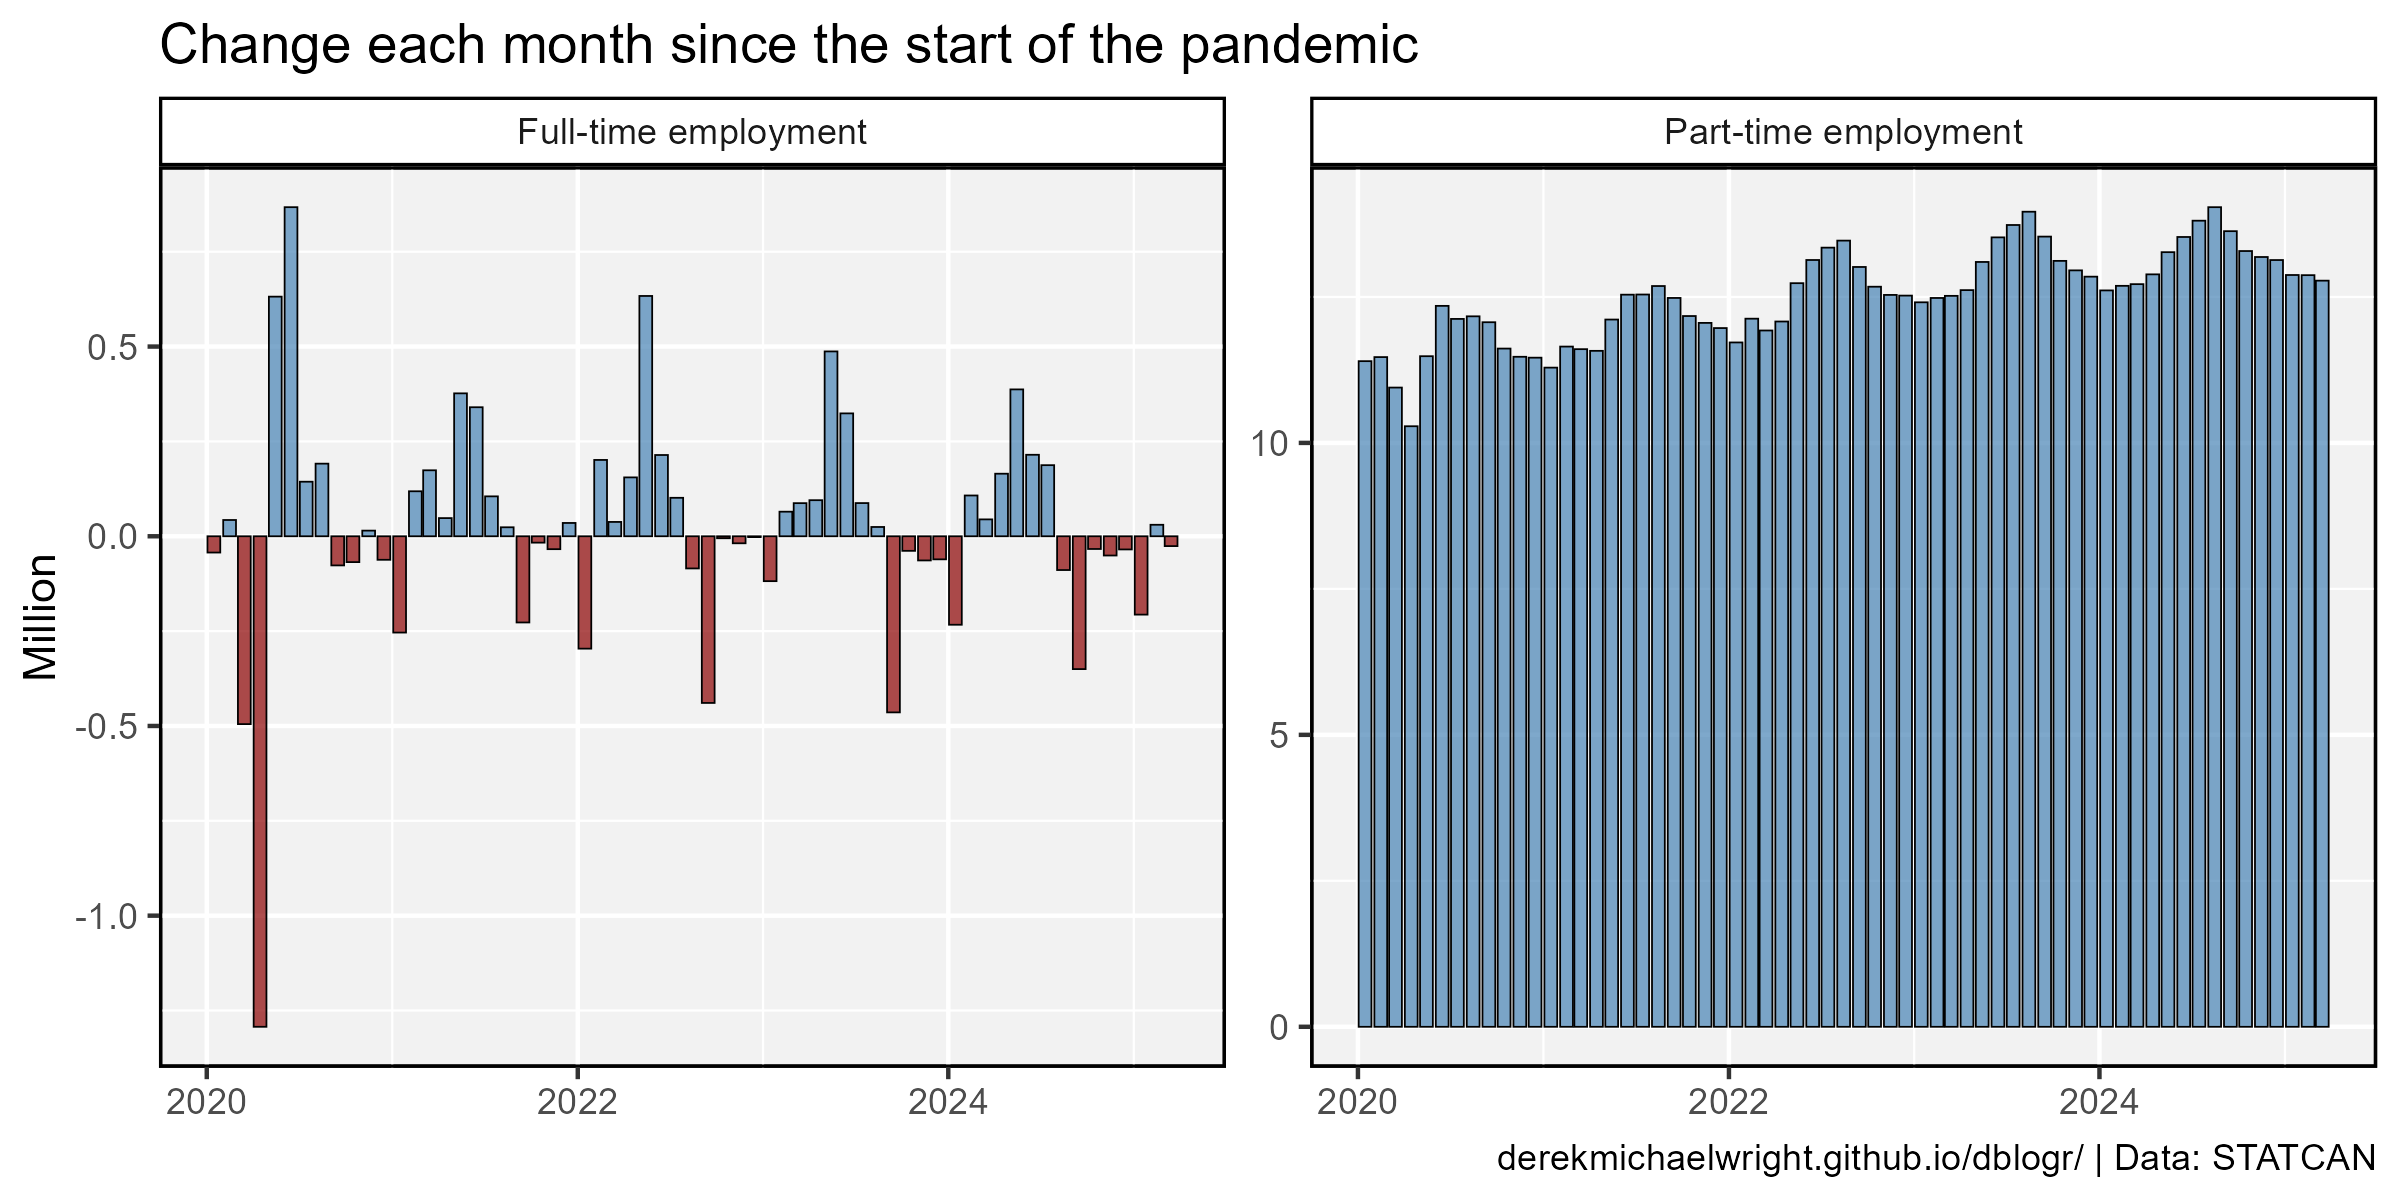 Change each month since the start of the pandemic
Full-time employment
Part-time employment
Million
0.5
0.0
-0.5
-1.0
10
5
0
2020
2022
2024
2020
2022
2024
derekmichaelwright.github.io/dblogr/ | Data: STATCAN